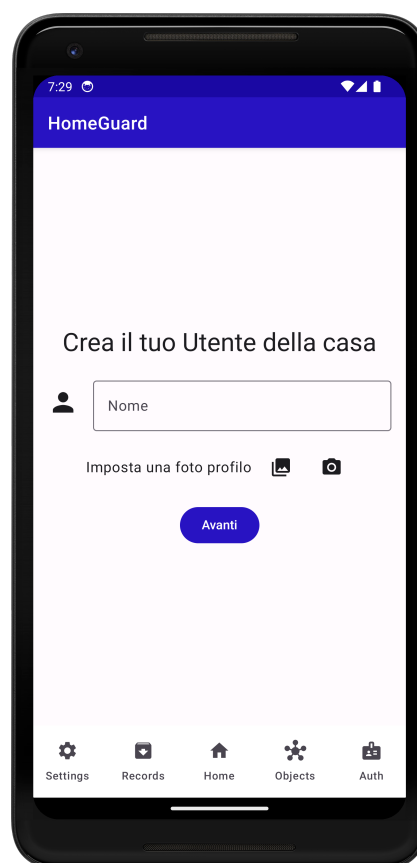 7:29
HomeGuard
Crea il tuo Utente della casa
Nome
Imposta una foto profilo
Avanti
Settings Records Home Objects Auth